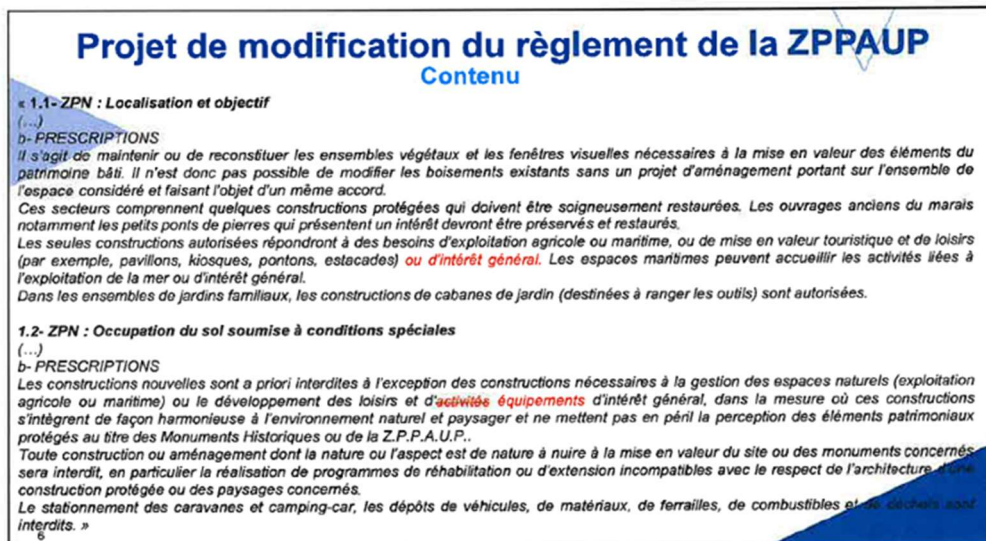 Projet de modification du règlement de la ZPPAUP
Contenu
« 1.1- ZPN : Localisation et objectif
(...)
b- PRESCRIPTIONS
Il s'agit de maintenir ou de reconstituer les ensembles végétaux et les fenêtres visuelles nécessaires à la mise en valeur des éléments du
patrimoine bâti. Il n'est donc pas possible de modifier les boisements existants sans un projet d'aménagement portant sur l'ensemble de
l'espace considéré et faisant l'objet d'un même accord.
Ces secteurs comprennent quelques constructions protégées qui doivent être soigneusement restaurées. Les ouvrages anciens du marais
notamment les petits ponts de pierres qui présentent un intérêt devront être préservés et restaurés.
Les seules constructions autorisées répondront à des besoins d'exploitation agricole ou maritime, ou de mise en valeur touristique et de loisirs
(par exemple, pavillons, kiosques, pontons, estacades) ou d'intérêt général. Les espaces maritimes peuvent accueillir les activités liées à
l'exploitation de la mer ou d'intérêt général.
Dans les ensembles de jardins familiaux, les constructions de cabanes de jardin (destinées à ranger les outils) sont autorisées.
1.2- ZPN : Occupation du sol soumise à conditions spéciales
(...)
b- PRESCRIPTIONS
Les constructions nouvelles sont a priori interdites à l'exception des constructions nécessaires à la gestion des espaces naturels (exploitation
agricole ou maritime) ou le développement des loisirs et d'activités équipements d'intérêt général, dans la mesure où ces constructions
s'intègrent de façon harmonieuse à l'environnement naturel et paysager et ne mettent pas en péril la perception des éléments patrimoniaux
protégés au titre des Monuments Historiques ou de la Z.P.P.A.U.P..
Toute construction ou aménagement dont la nature ou l'aspect est de nature à nuire à la mise en valeur du site ou des monuments concernés
sera interdit, en particulier la réalisation de programmes de réhabilitation ou d'extension incompatibles avec le respect de l'architecture d'une
construction protégée ou des paysages concernés.
Le stationnement des caravanes et camping-car, les dépôts de véhicules, de matériaux, de ferrailles, de combustibles et de déchets sont
interdits. »
6